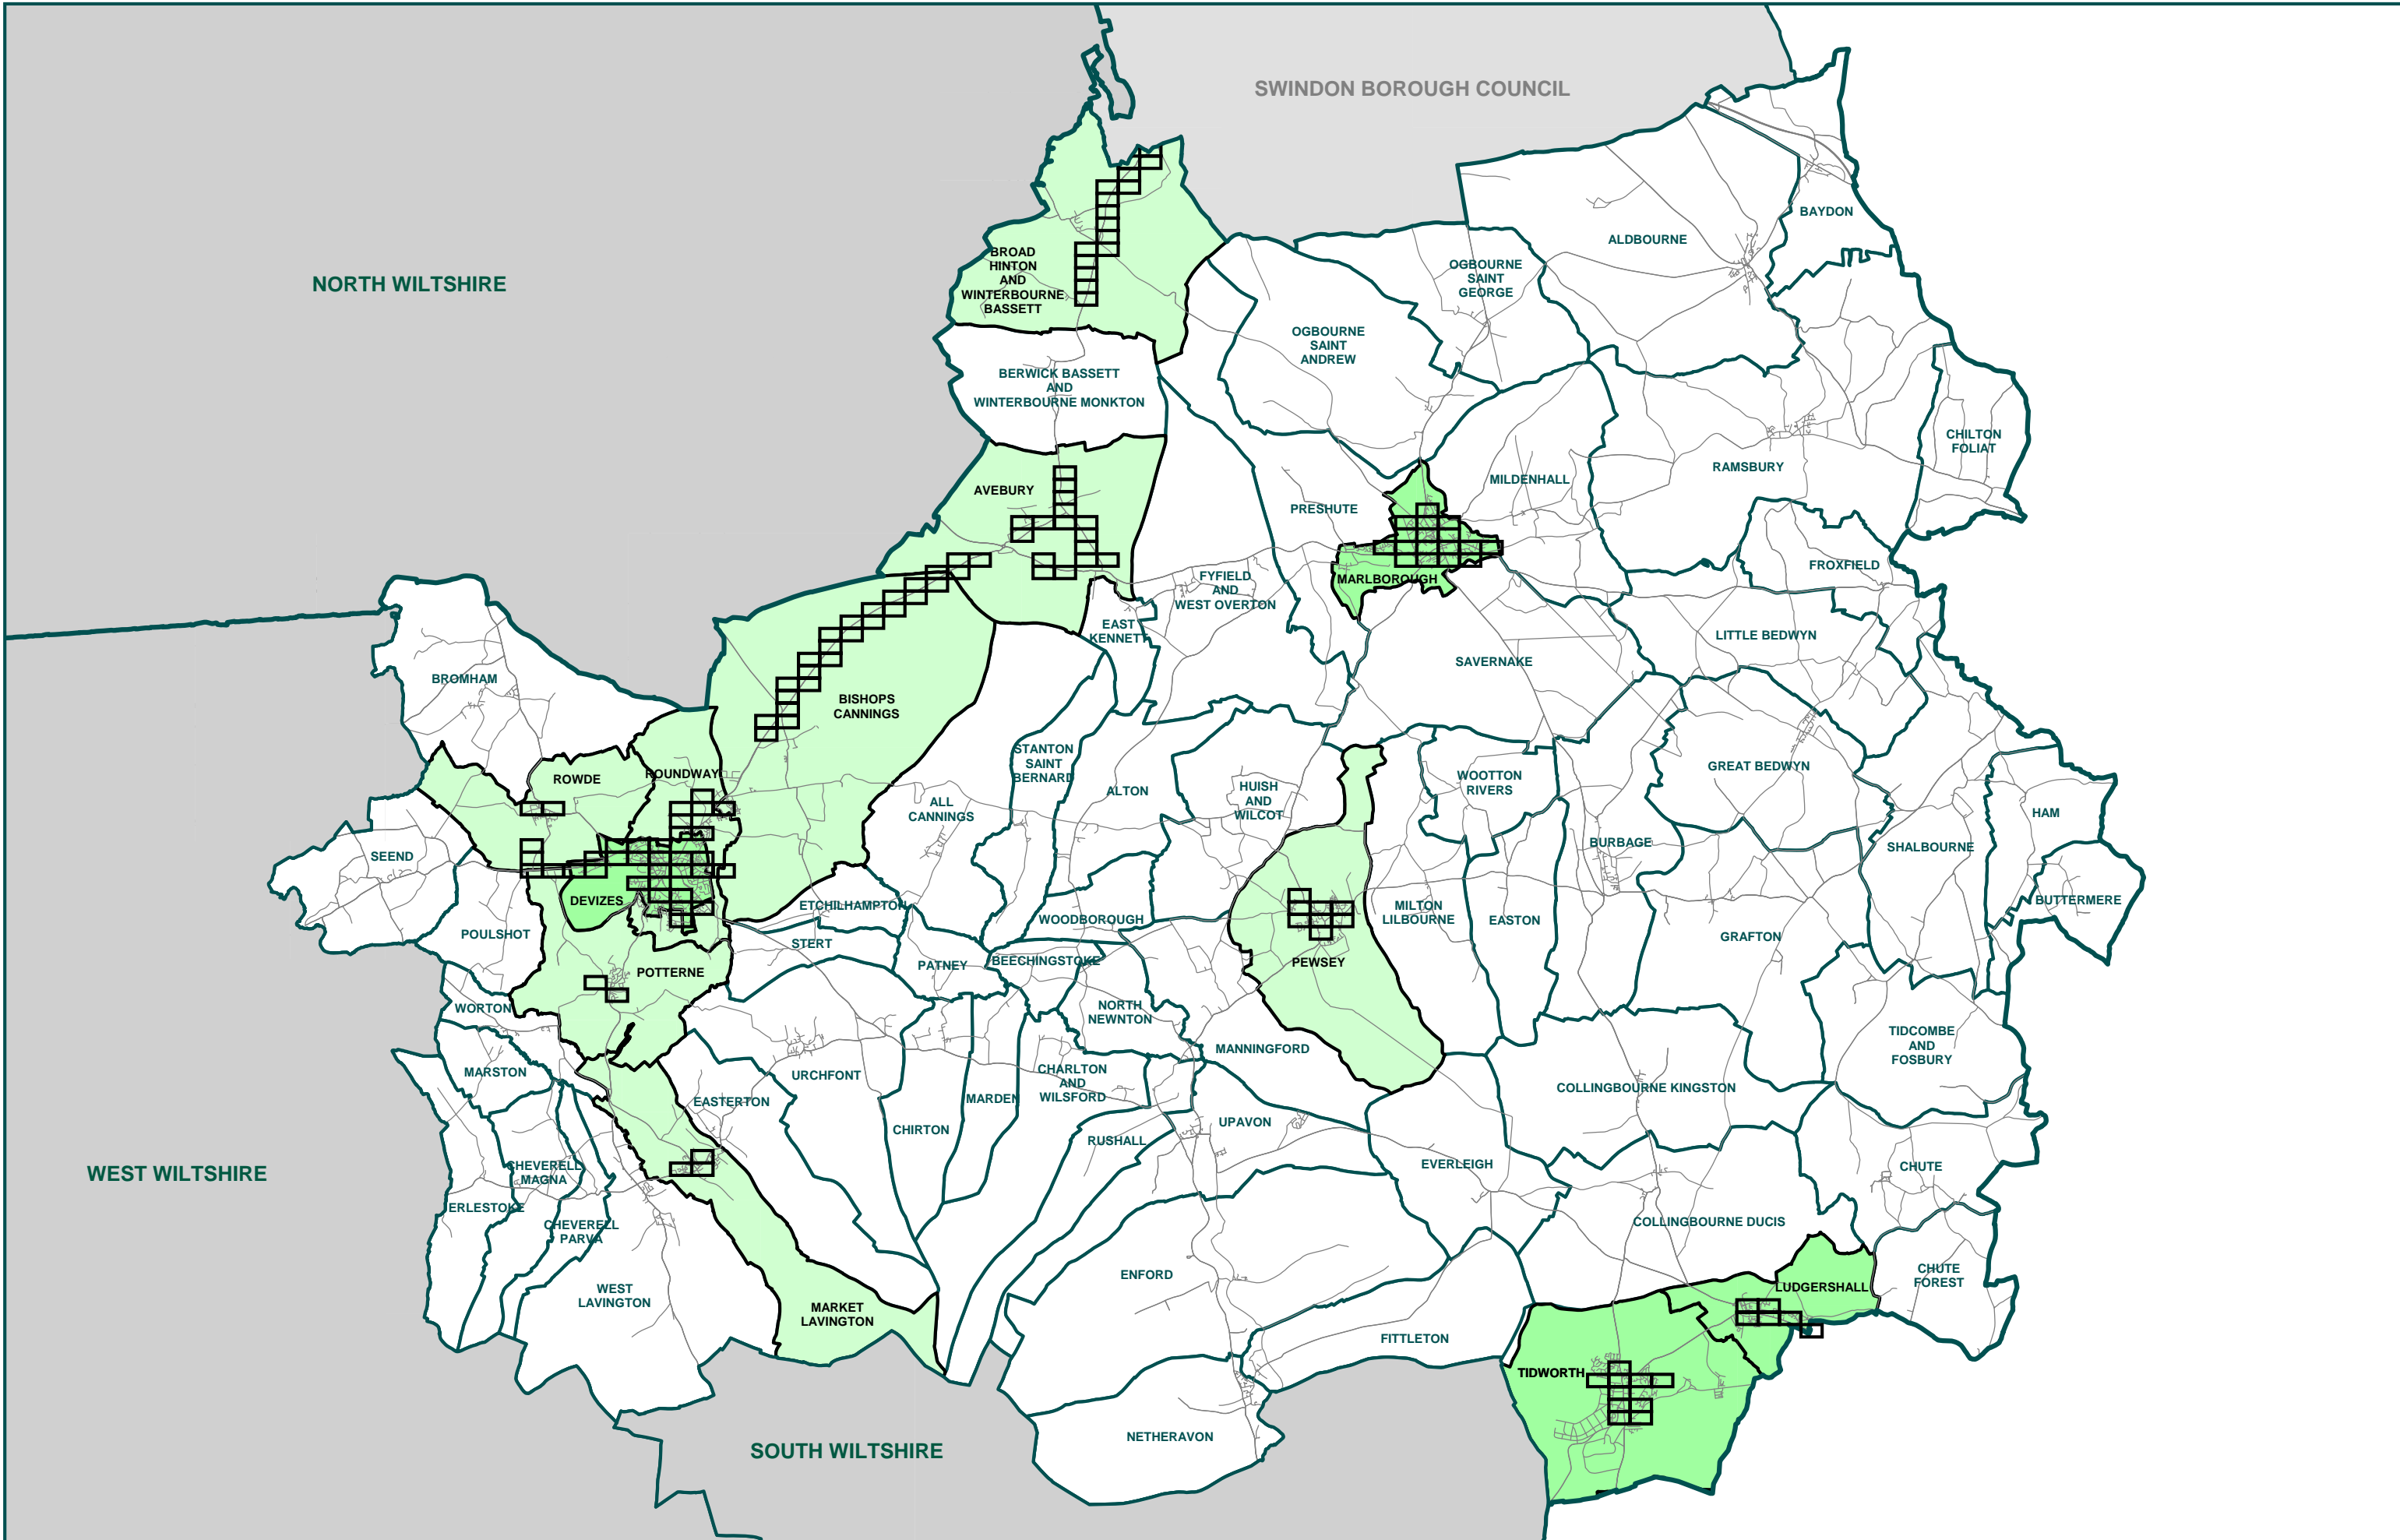 SWINDON BOROUGH COUNCIL
NORTH WILTSHIRE
BROAD
HINTON
AND
WINTERBOURNE
BASSETT
BAYDON
ALDBOURNE
OGBOURNE
SAINT
GEORGE
OGBOURNE
SAINT
ANDREW
BERWICK BASSETT
AND
WINTERBOURNE MONKTON
CHILTON
FOLIAT
RAMSBURY
MILDENHALL
AVEBURY
PRESHUTE
FROXFIELD
MARLBOROUGH
FYFIELD
AND
WEST OVERTON
EAST
KENNETT
LITTLE BEDWYN
SAVERNAKE
BROMHAM
BISHOPS
CANNINGS
STANTON
SAINT
BERNARD
ROWDE
ROUNDWAY
WOOTTON
RIVERS
GREAT BEDWYN
ALL
CANNINGS
ALTON
HUISH
AND
WILCOT
HAM
SEEND
BURBAGE
SHALBOURNE
DEVIZES
ETCHILHAMPTON
WOODBOROUGH
MILTON
LILBOURNE
EASTON
BUTTERMERE
POULSHOT
STERT
GRAFTON
POTTERNE
PATNEY
BEECHINGSTOKE
PEWSEY
WORTON
NORTH
NEWNTON
TIDCOMBE
AND
FOSBURY
MANNINGFORD
MARSTON
URCHFONT
CHARLTON
AND
WILSFORD
COLLINGBOURNE KINGSTON
EASTERTON
MARDEN
CHIRTON
RUSHALL
UPAVON
WEST WILTSHIRE
CHEVERELL
MAGNA
EVERLEIGH
CHUTE
ERLESTOKE
CHEVERELL
PARVA
COLLINGBOURNE DUCIS
WEST
LAVINGTON
ENFORD
CHUTE
FOREST
LUDGERSHALL
MARKET
LAVINGTON
FITTLETON
TIDWORTH
NETHERAVON
SOUTH WILTSHIRE